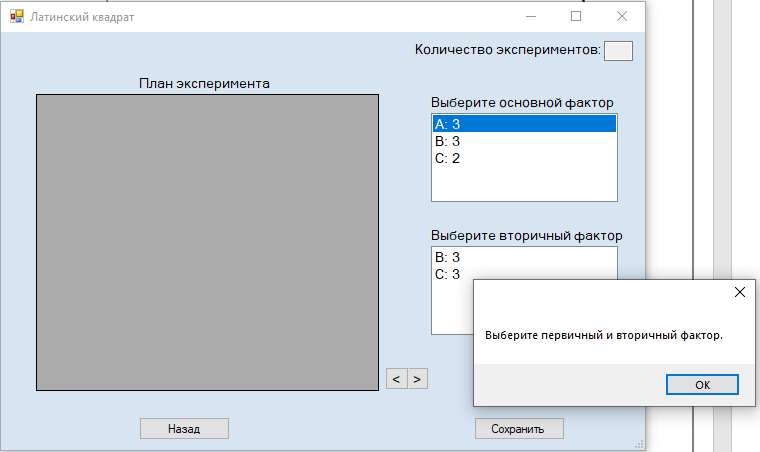 Латинский квадрат
Количество экспериментов:
План эксперимента
Выберите основной фактор
A: 3
B: 3
C: 2
Выберите вторичный фактор
B: 3
C: 3
Выберите первичный и вторичный фактор.
OK
< >
Назад
Сохранить